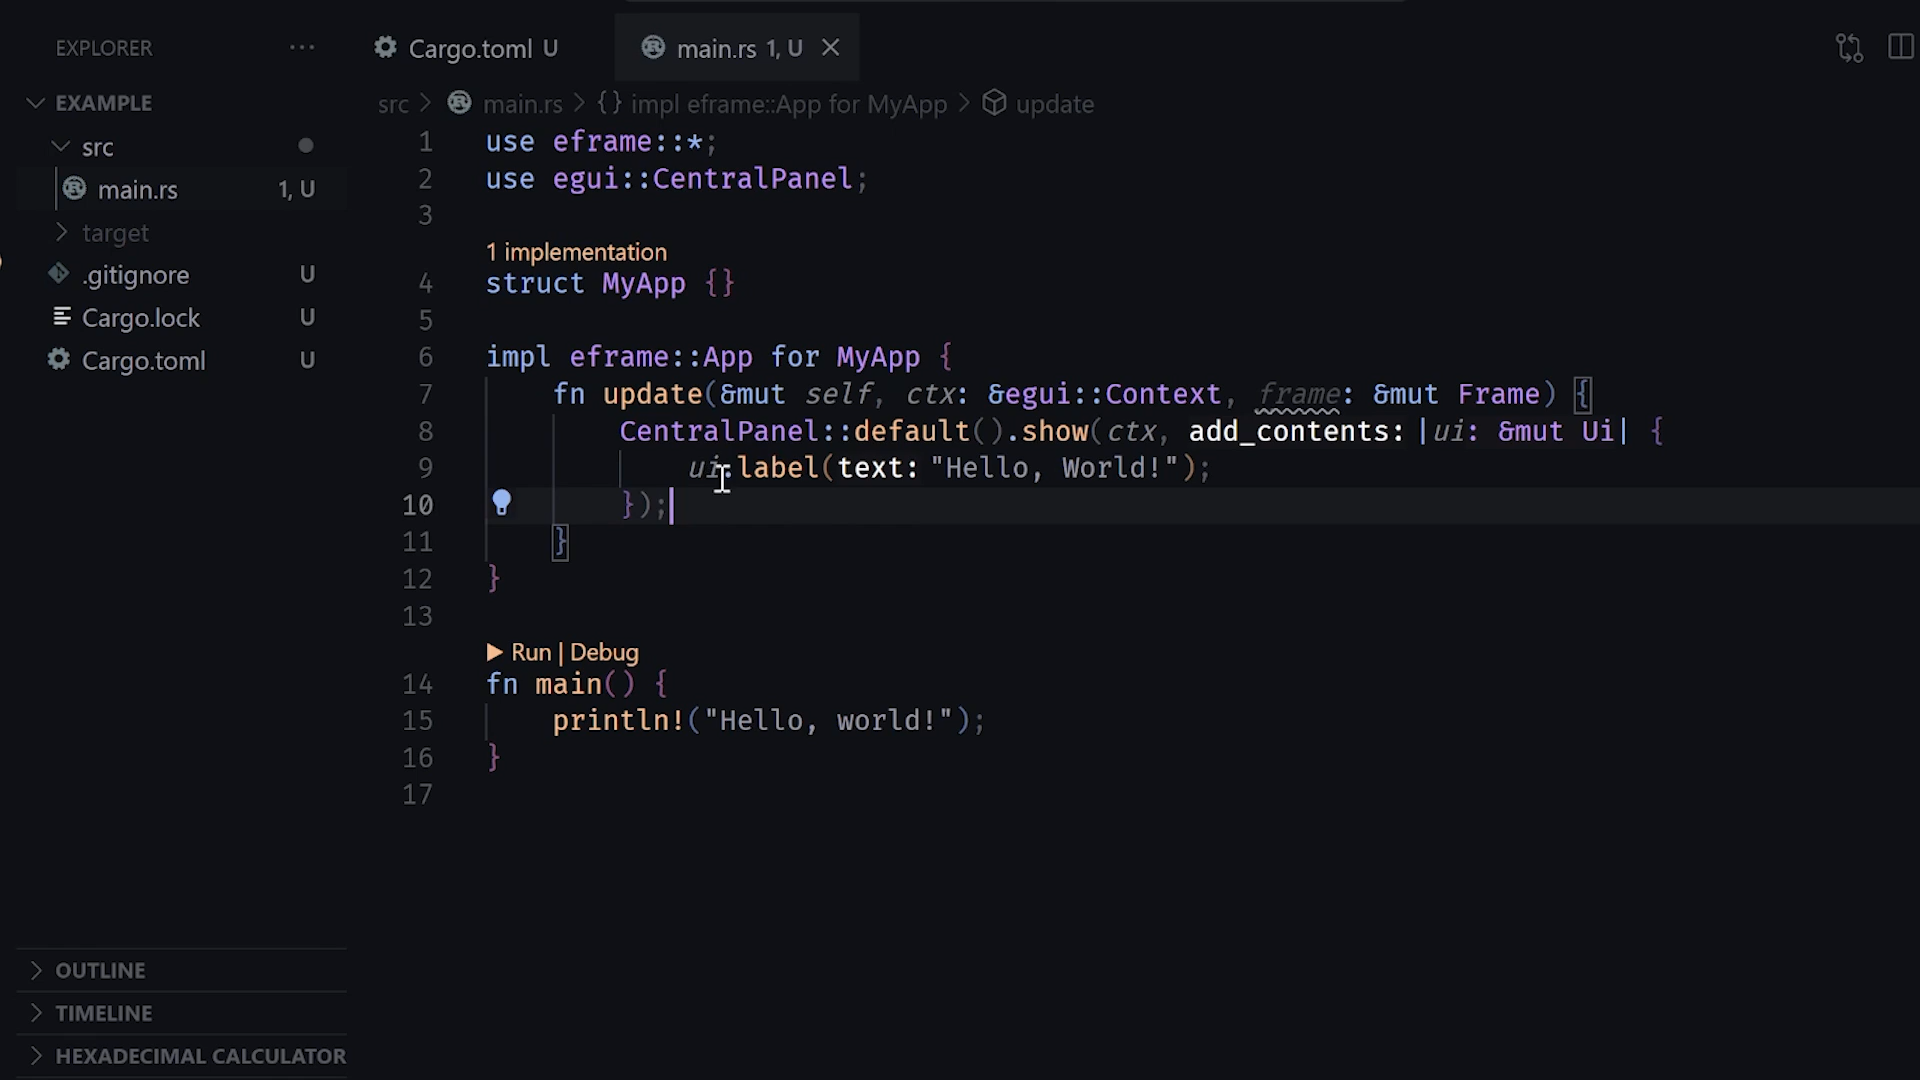 EXPLORER ···
Cargo.toml U
main.rs 1, U
EXAMPLE
src
main.rs 1, U
target
.gitignore U
Cargo.lock U
Cargo.toml U
OUTLINE
TIMELINE
HEXADECIMAL CALCULATOR
src > main.rs > {} impl eframe::App for MyApp > update
1 use eframe::*;
2 use egui::CentralPanel;
3
1 implementation
4 struct MyApp {}
5
6 impl eframe::App for MyApp {
7 fn update(&mut self, ctx: &egui::Context, frame: &mut Frame) {
8 CentralPanel::default().show(ctx, add_contents: |ui: &mut Ui| {
9 ui.label(text: "Hello, World!");
10 });
11 }
12 }
13
Run | Debug
14 fn main() {
15 println!("Hello, world!");
16 }
17